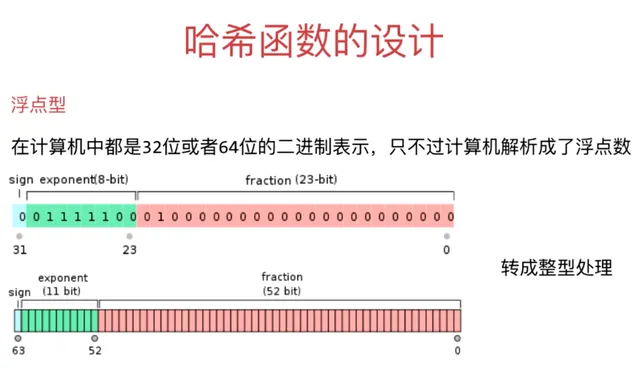 哈希函数的设计
浮点型
在计算机中都是32位或者64位的二进制表示，只不过计算机解析成了浮点数
sign exponent(8-bit) fraction (23-bit)
0 0 1 1 1 1 1 0 0 0 1 0 0 0 0 0 0 0 0 0 0 0 0 0 0 0 0 0 0 0 0 0
31 23 0
转成整型处理
exponent fraction
sign (11 bit) (52 bit)
63 52 0